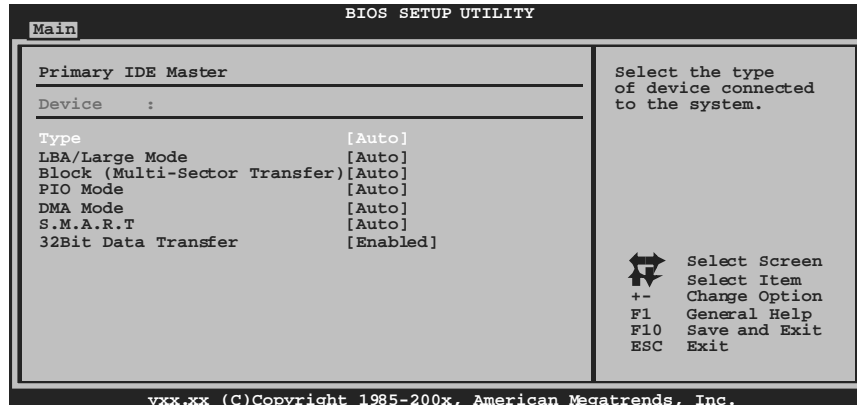 BIOS SETUP UTILITY
Main
Primary IDE Master
Device :
Type [Auto]
LBA/Large Mode [Auto]
Block (Multi-Sector Transfer)[Auto]
PIO Mode [Auto]
DMA Mode [Auto]
S.M.A.R.T [Auto]
32Bit Data Transfer [Enabled]
Select the type
of device connected
to the system.
Select Screen
Select Item
+- Change Option
F1 General Help
F10 Save and Exit
ESC Exit
vxx.xx (C)Copyright 1985-200x, American Megatrends, Inc.